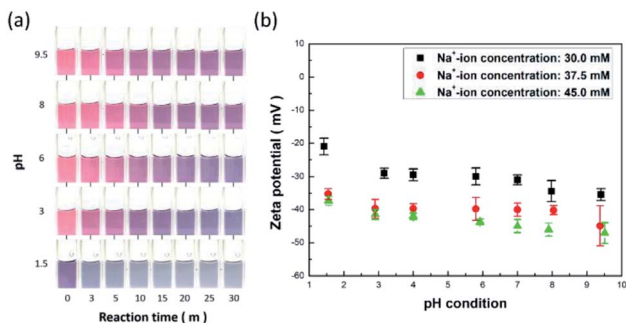 (a)
9.5
8
pH
6
3
1.5
0 3 5 10 15 20 25 30
Reaction time ( m )
(b)
Na+-ion concentration: 30.0 mM
Na+-ion concentration: 37.5 mM
Na+-ion concentration: 45.0 mM
Zeta potential ( mV )
0
-10
-20
-30
-40
-50
-60
1 2 3 4 5 6 7 8 9 10
pH condition